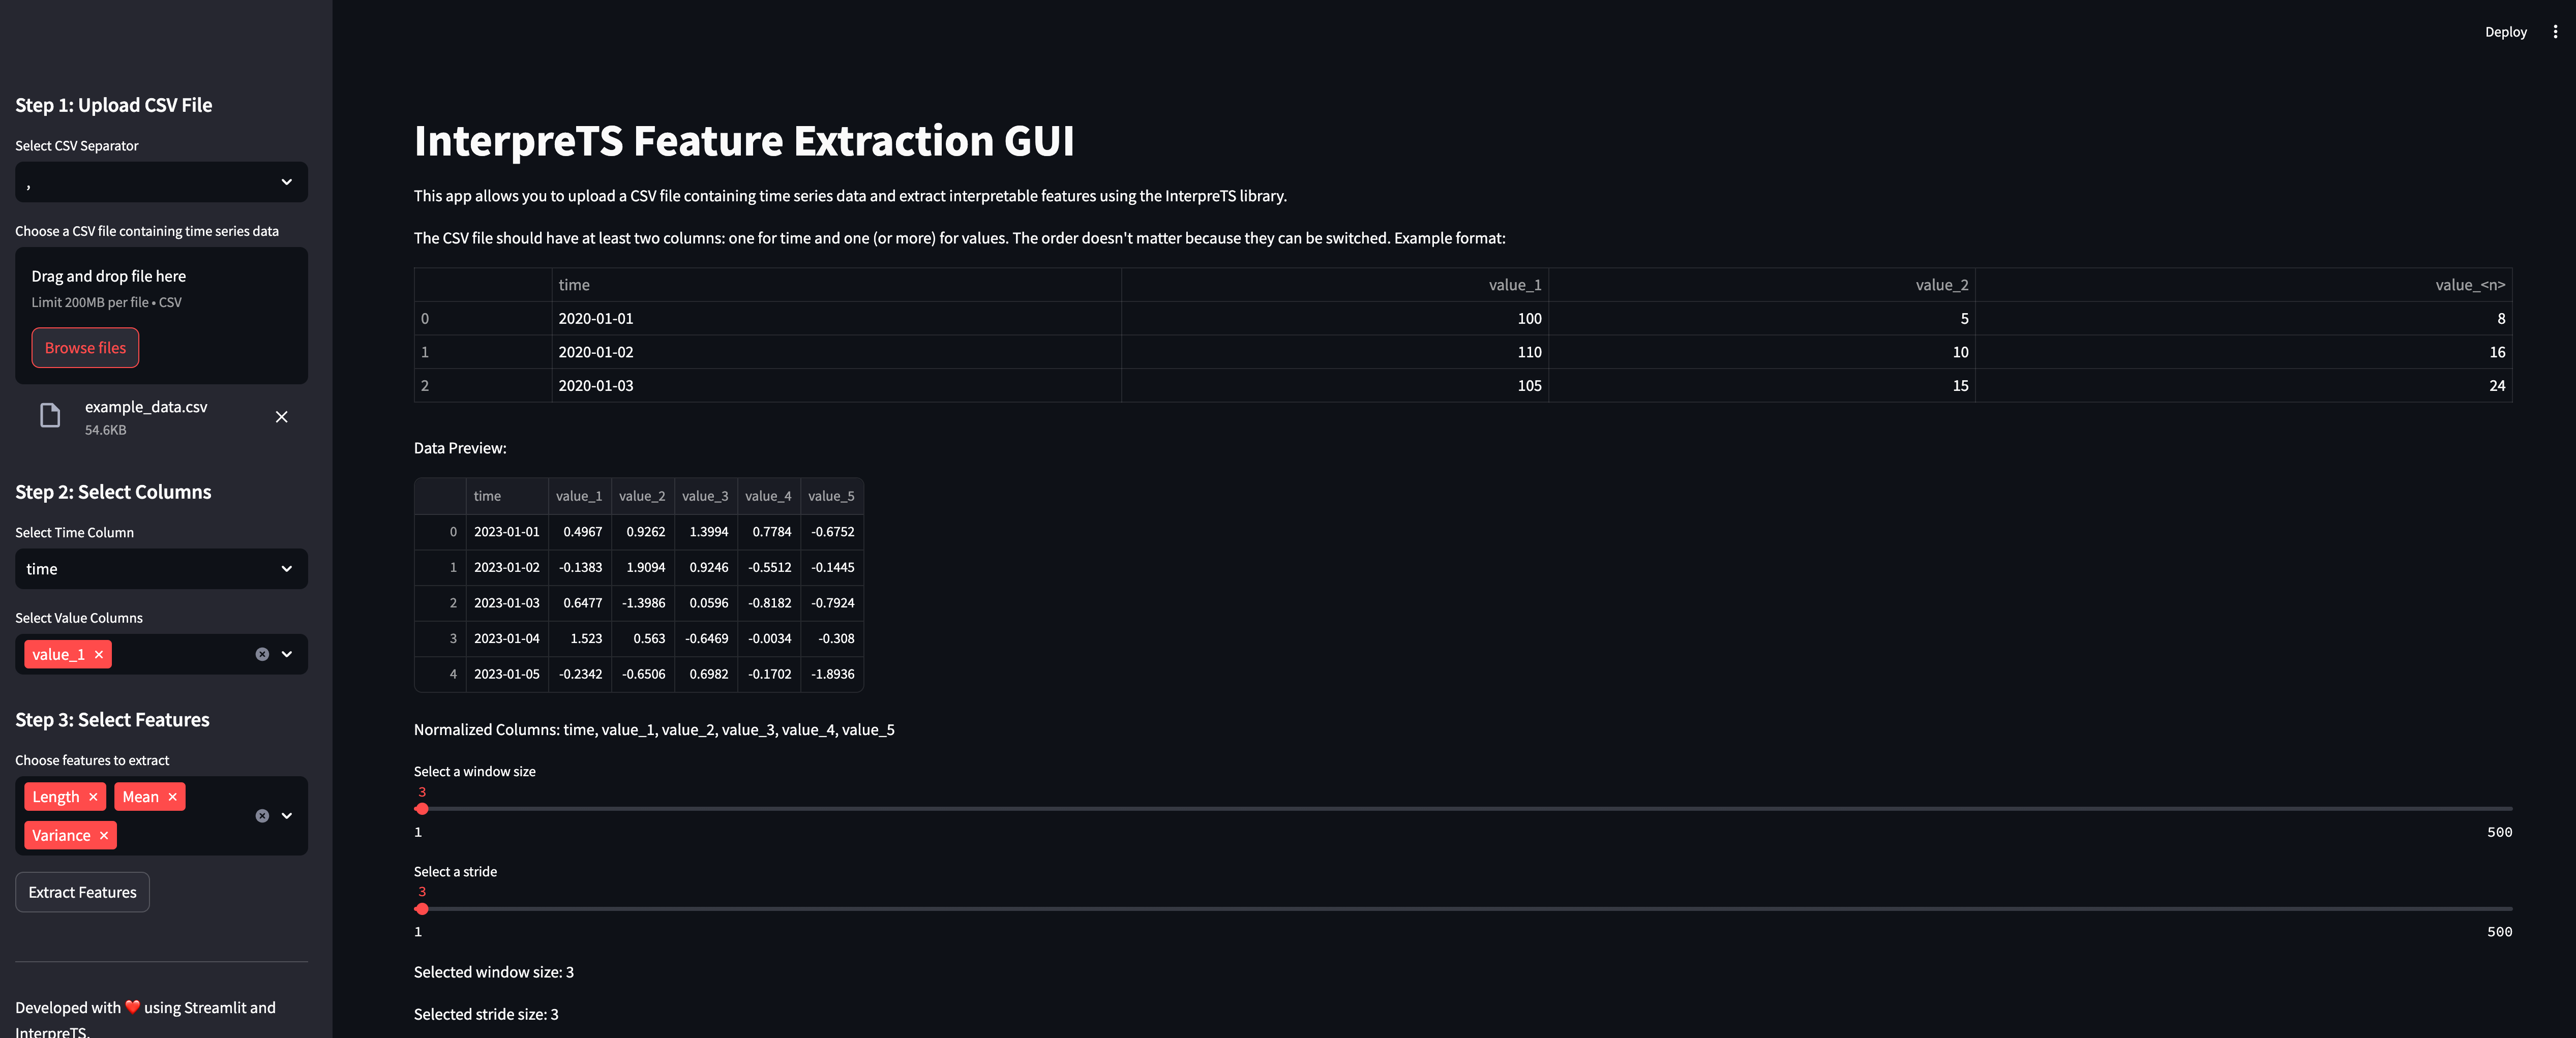 Deploy
Step 1: Upload CSV File
Select CSV Separator
,
Choose a CSV file containing time series data
Drag and drop file here
Limit 200MB per file • CSV
Browse files
example_data.csv
54.6KB
Step 2: Select Columns
Select Time Column
time
Select Value Columns
value_1
Step 3: Select Features
Choose features to extract
Length Mean
Variance
Extract Features
Developed with ❤️ using Streamlit and
InterpreTS.
InterpreTS Feature Extraction GUI
This app allows you to upload a CSV file containing time series data and extract interpretable features using the InterpreTS library.
The CSV file should have at least two columns: one for time and one (or more) for values. The order doesn't matter because they can be switched. Example format:
time value_1 value_2 value_<n>
0 2020-01-01 100 5 8
1 2020-01-02 110 10 16
2 2020-01-03 105 15 24
Data Preview:
time value_1 value_2 value_3 value_4 value_5
0 2023-01-01 0.4967 0.9262 1.3994 0.7784 -0.6752
1 2023-01-02 -0.1383 1.9094 0.9246 -0.5512 -0.1445
2 2023-01-03 0.6477 -1.3986 0.0596 -0.8182 -0.7924
3 2023-01-04 1.523 0.563 -0.6469 -0.0034 -0.308
4 2023-01-05 -0.2342 -0.6506 0.6982 -0.1702 -1.8936
Normalized Columns: time, value_1, value_2, value_3, value_4, value_5
Select a window size
3
1 500
Select a stride
3
1 500
Selected window size: 3
Selected stride size: 3